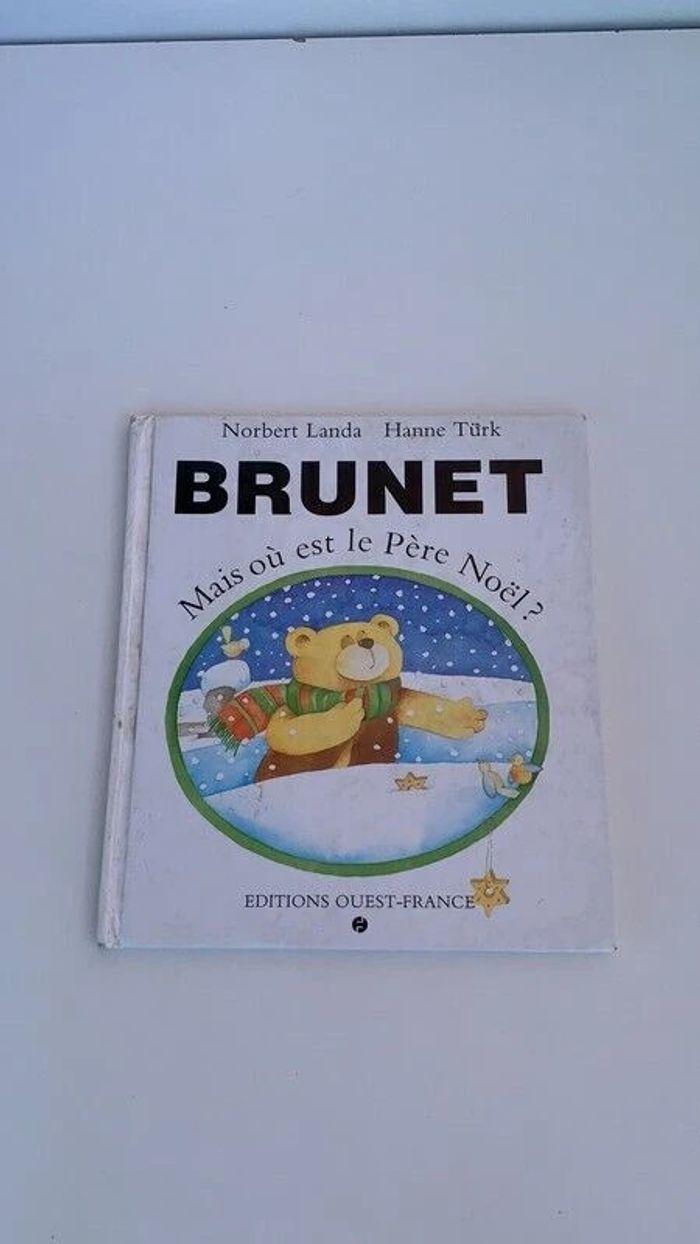 Norbert Landa Hanne Türk
BRUNET
Mais où est le Père Noël ?
EDITIONS OUEST-FRANCE